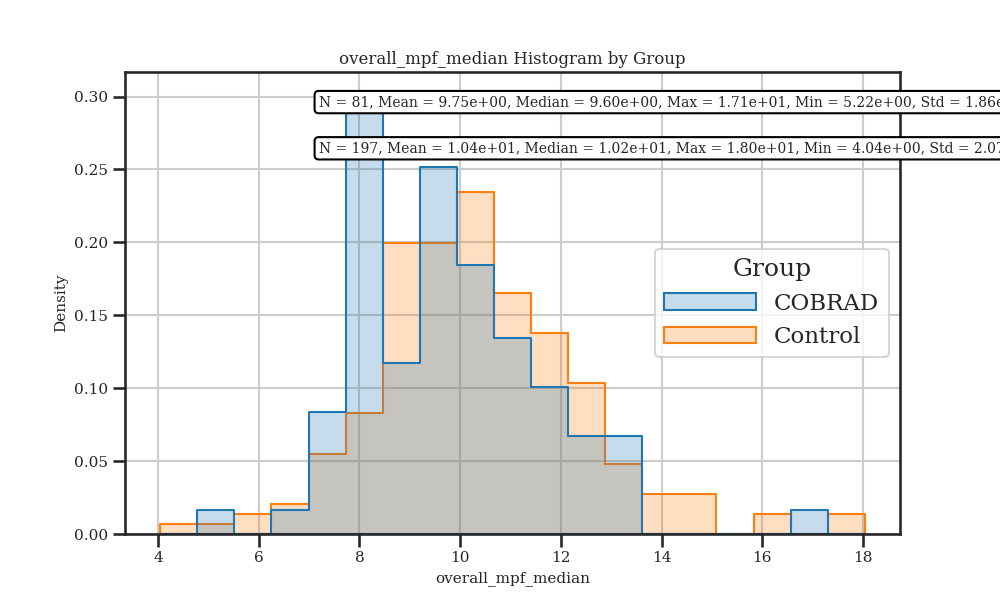 overall_mpf_median Histogram by Group
N = 81, Mean = 9.75e+00, Median = 9.60e+00, Max = 1.71e+01, Min = 5.22e+00, Std = 1.86e
N = 197, Mean = 1.04e+01, Median = 1.02e+01, Max = 1.80e+01, Min = 4.04e+00, Std = 2.07
0.30
0.25
0.20
0.15
0.10
0.05
0.00
Density
Group
COBRAD
Control
4 6 8 10 12 14 16 18
overall_mpf_median